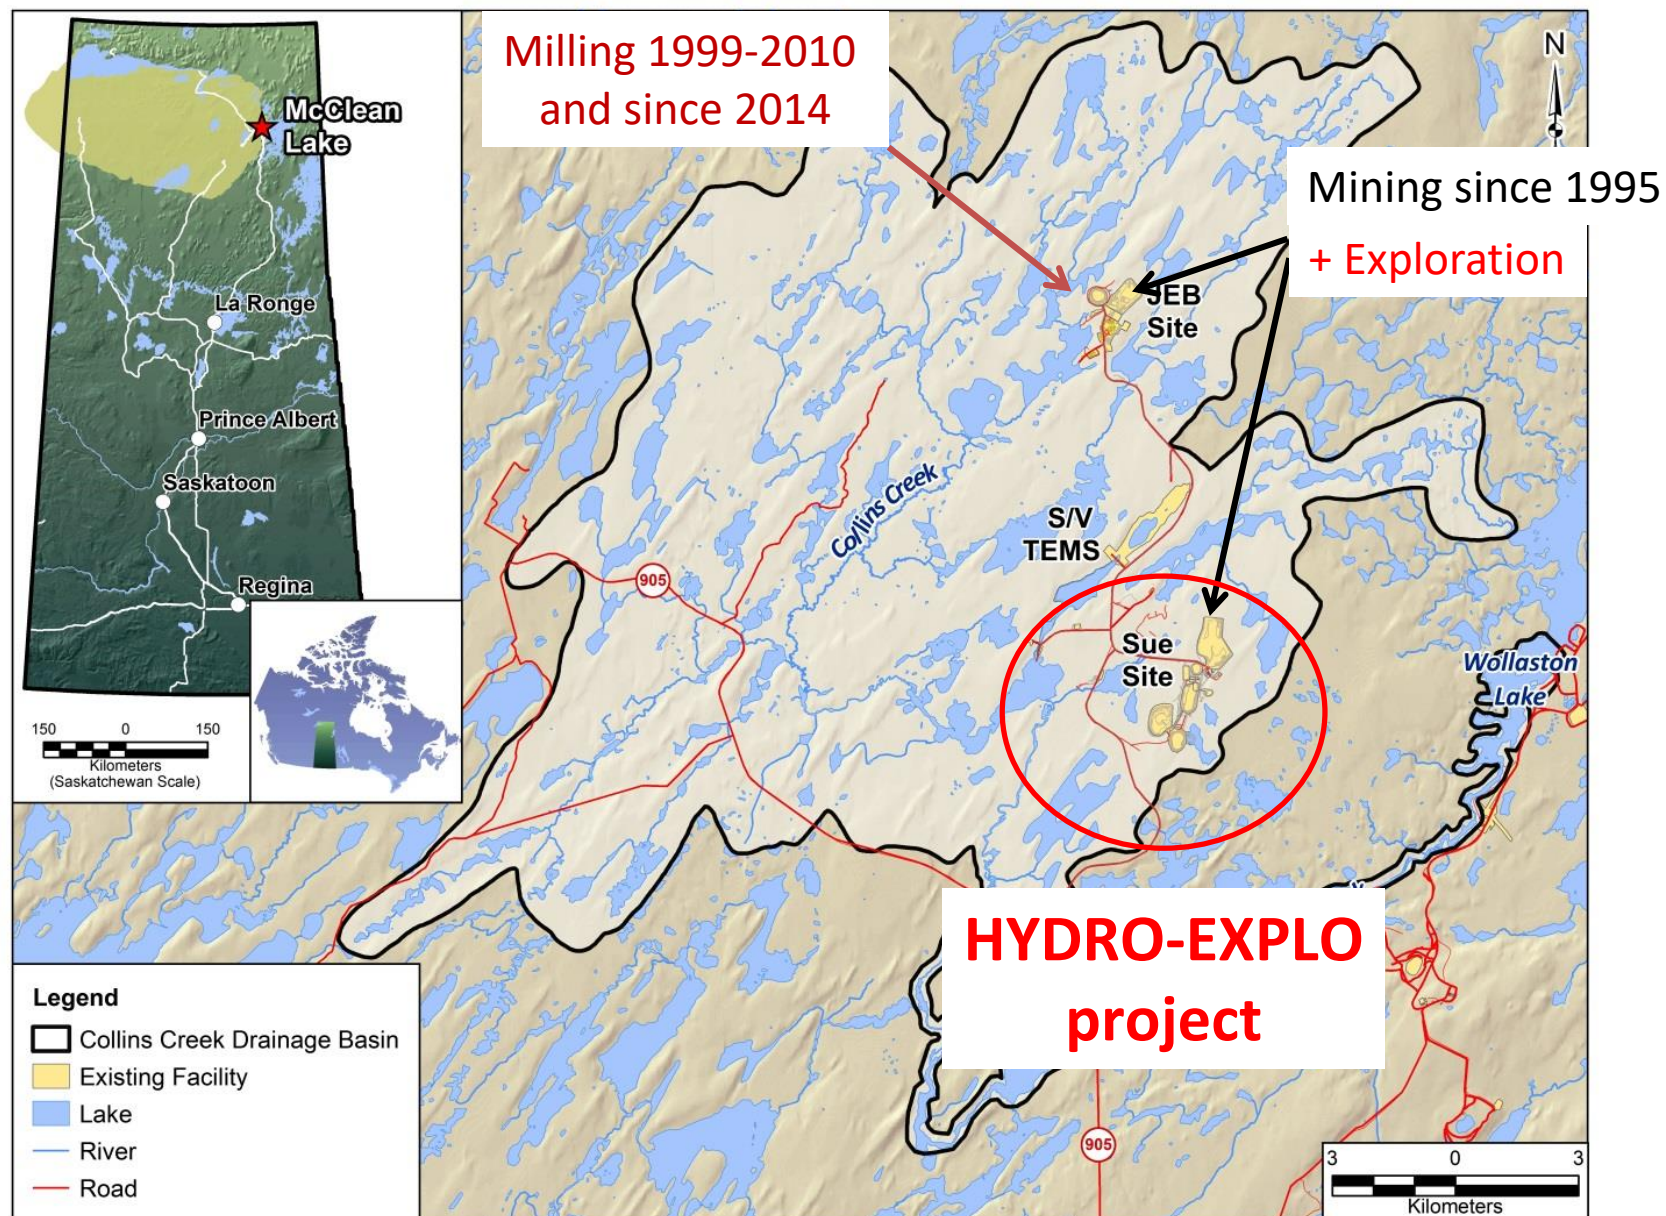 Milling 1999-2010
and since 2014
N
Mining since 1995
+ Exploration
McClean
Lake
La Ronge
Prince Albert
Saskatoon
Regina
150 0 150
Kilometers
(Saskatchewan Scale)
JEB
Site
Collins Creek
S/V
TEMS
905
Sue
Site
Wollaston
Lake
HYDRO-EXPLO
project
905
Legend
Collins Creek Drainage Basin
Existing Facility
Lake
River
Road
3 0 3
Kilometers